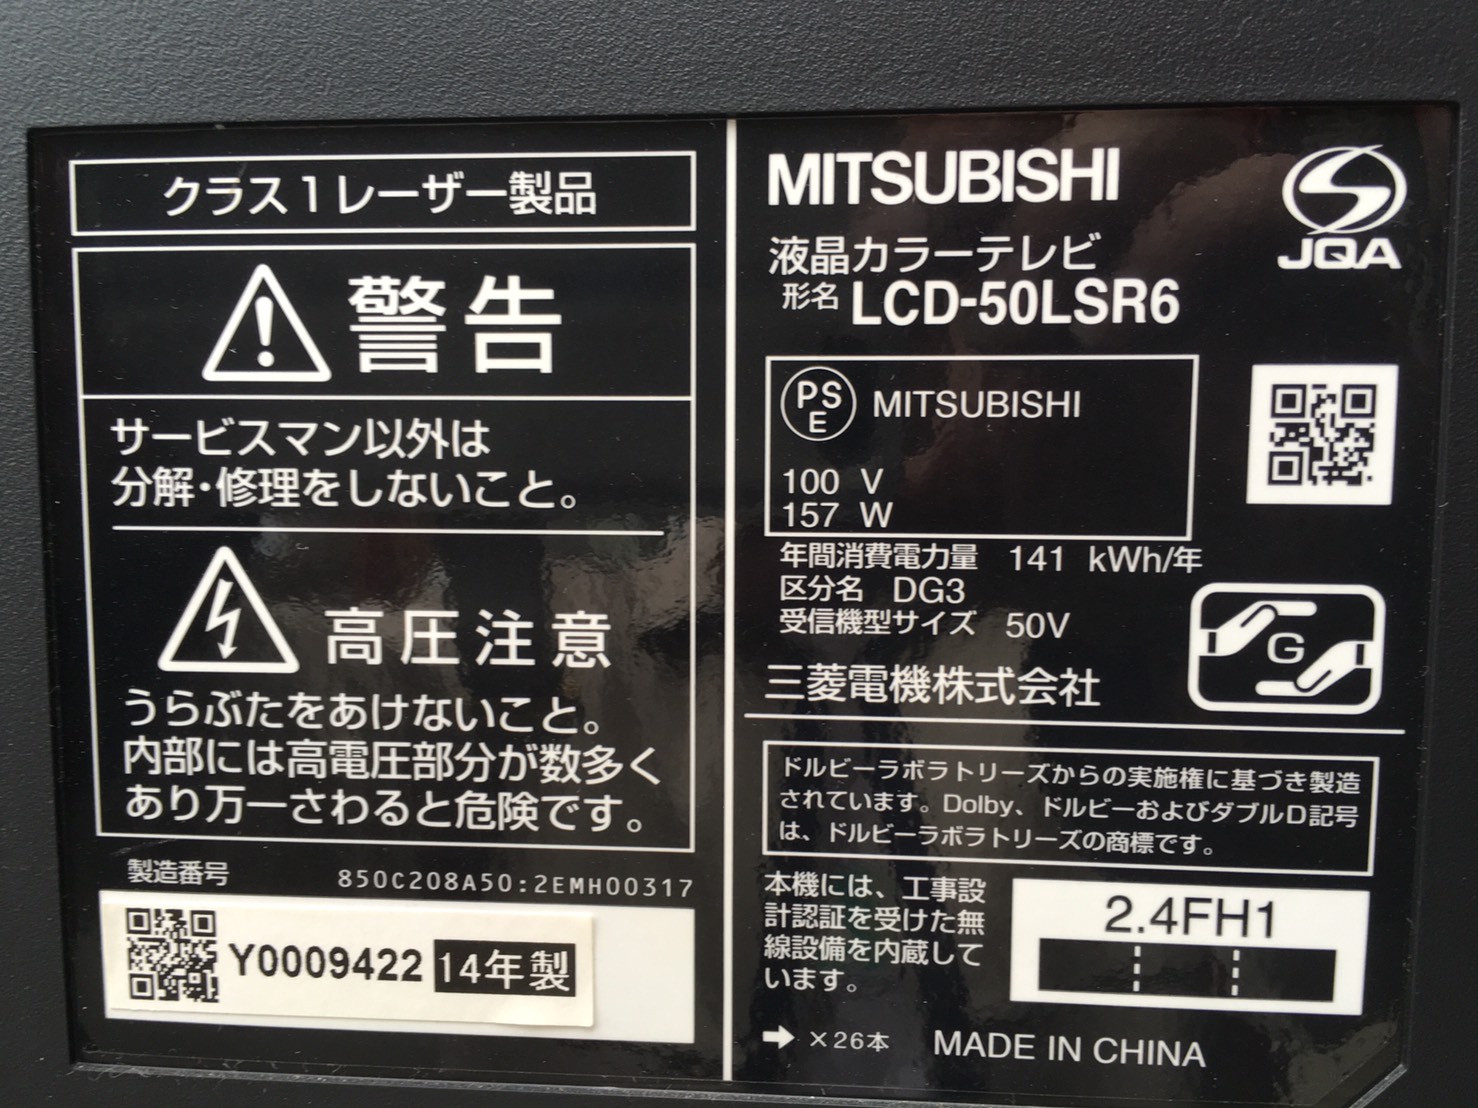 クラス1レーザー製品
警告
サービスマン以外は
分解・修理をしないこと。
高圧注意
うらぶたをあけないこと。
内部には高電圧部分が数多く
あり万一さわると危険です。
製造番号 850C208A50:2EMH00317
Y0009422 14年製
MITSUBISHI
JQA
液晶カラーテレビ
形名 LCD-50LSR6
PS
E
MITSUBISHI
100 V
157 W
年間消費電力量 141 kWh/年
区分名 DG3
受信機型サイズ 50V
G
三菱電機株式会社
ドルビーラボラトリーズからの実施権に基づき製造
されています。Dolby、ドルビーおよびダブルD記号
は、ドルビーラボラトリーズの商標です。
本機には、工事設
計認証を受けた無
線設備を内蔵して
います。
2.4FH1
➡ ×26本 MADE IN CHINA